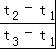 t₂ − t₁
t₃ − t₁